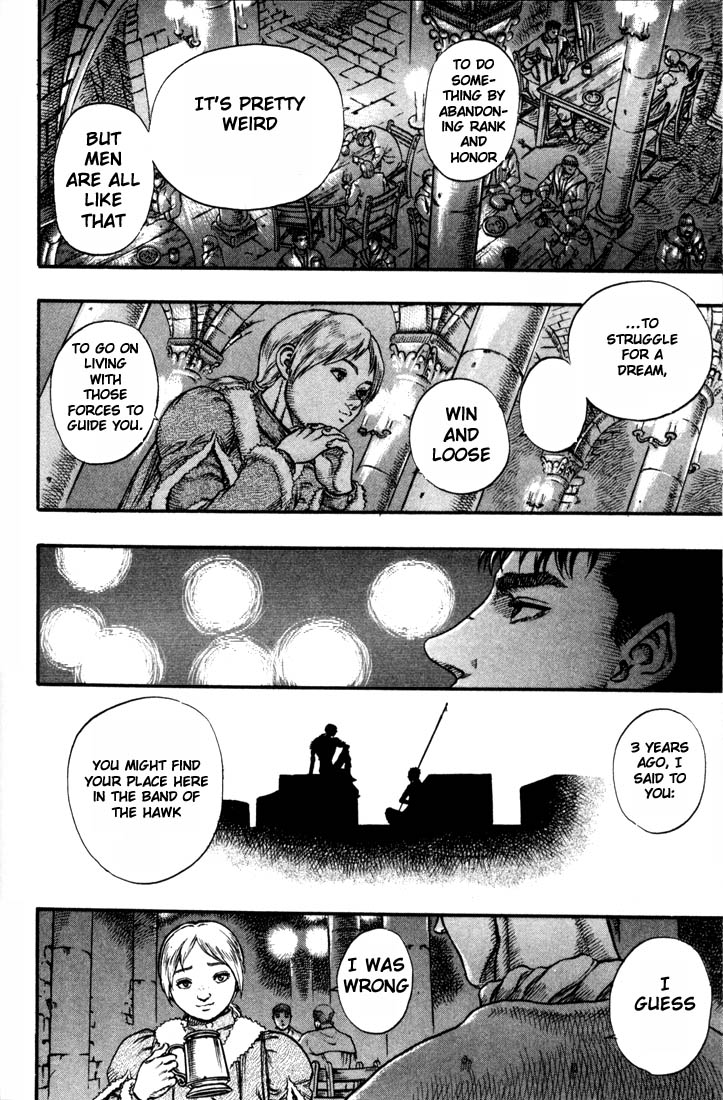 TO DO
SOME-
THING BY
ABANDON-
ING RANK
AND
HONOR
IT'S PRETTY
WEIRD
BUT
MEN
ARE ALL
LIKE
THAT
...TO
STRUGGLE
FOR A
DREAM,
WIN
AND
LOOSE
TO GO ON
LIVING
WITH
THOSE
FORCES TO
GUIDE YOU.
3 YEARS
AGO, I
SAID TO
YOU:
YOU MIGHT FIND
YOUR PLACE HERE
IN THE BAND OF
THE HAWK
I
GUESS
I WAS
WRONG